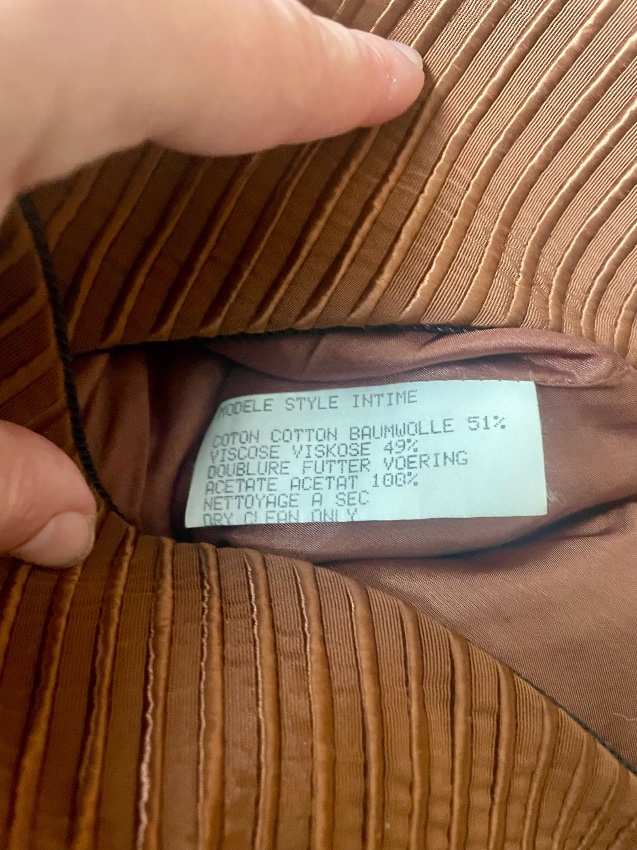 MODELE STYLE INTIME
COTON COTTON BAUMWOLLE 51%
VISCOSE VISKOSE 49%
DOUBLURE FUTTER VOERING
ACETATE ACETAT 100%
NETTOYAGE A SEC
DRY CLEAN ONLY